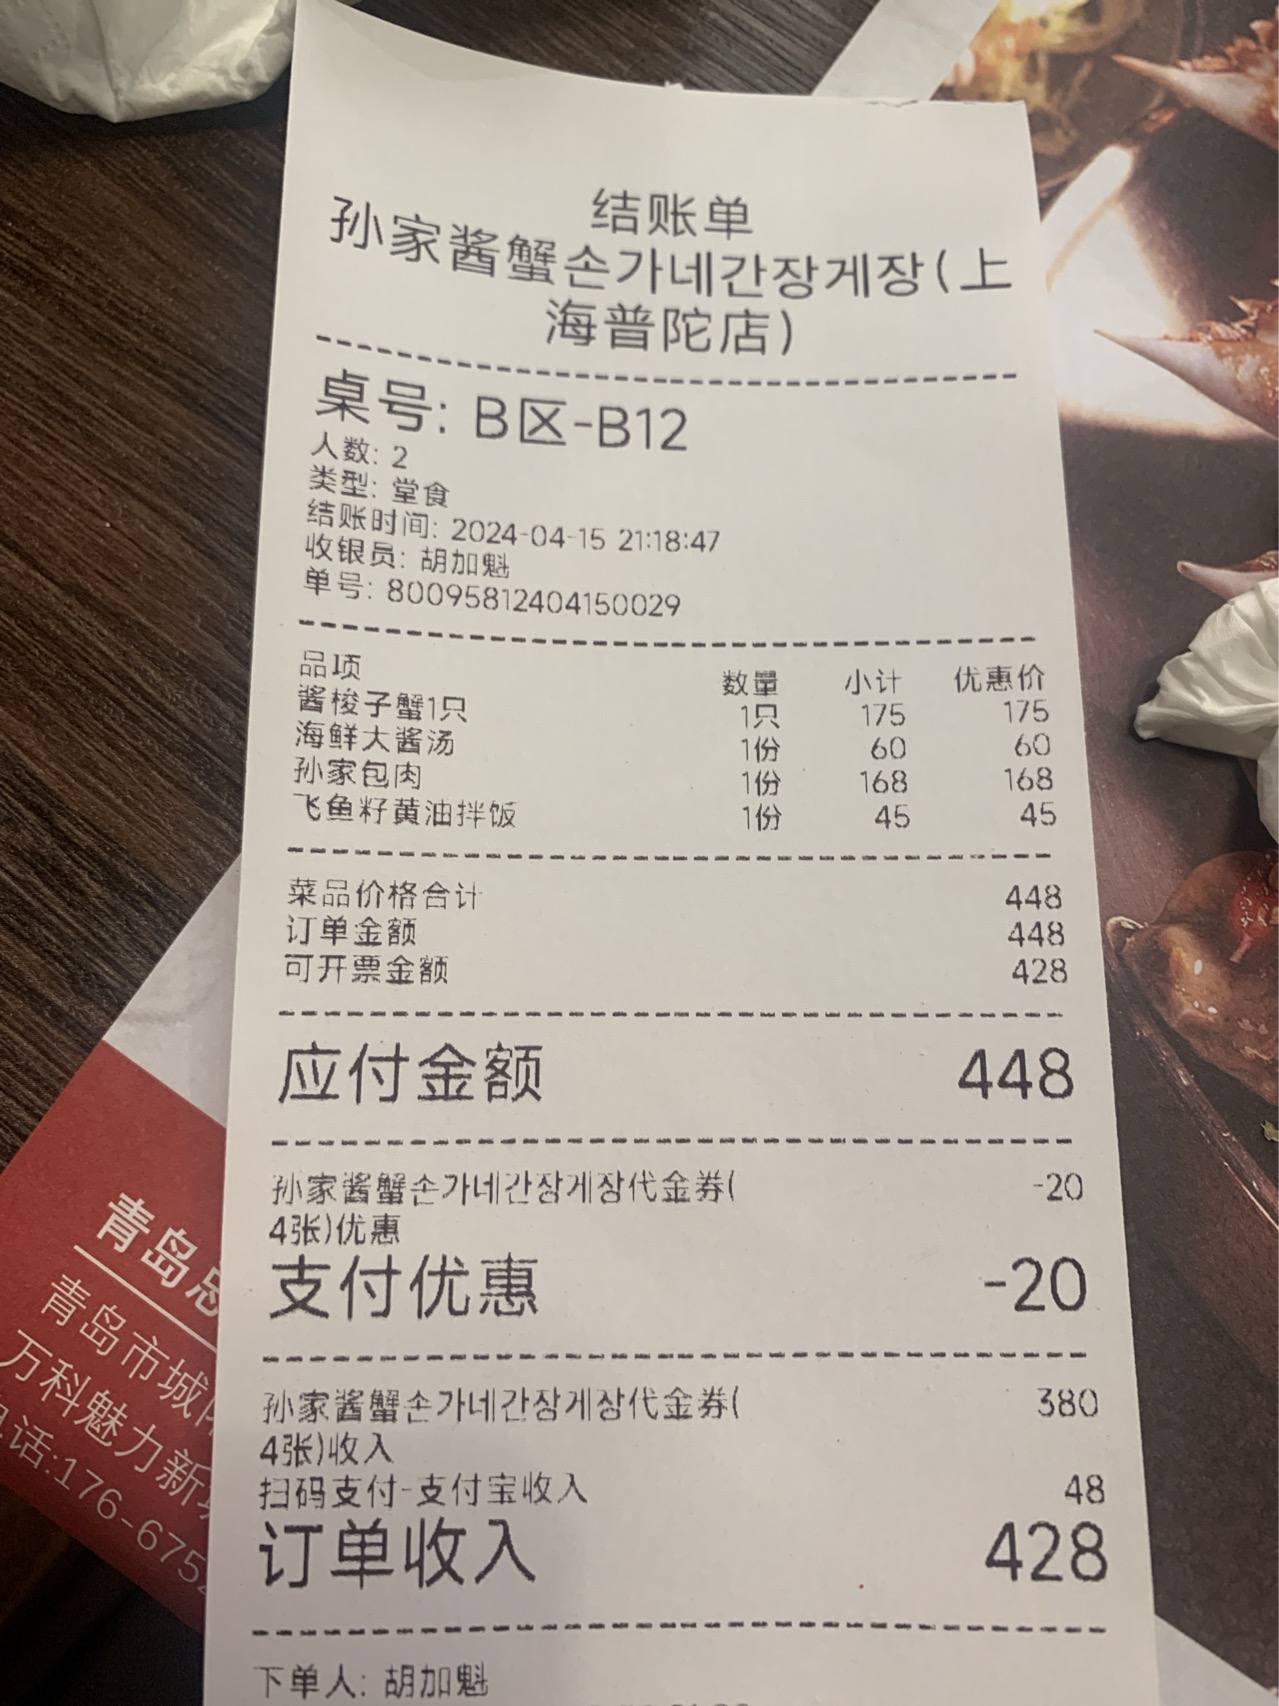 结账单
孙家酱蟹손가네간장게장(上
海普陀店)
桌号: B区-B12
人数: 2
类型: 堂食
结账时间: 2024-04-15 21:18:47
收银员: 胡加魁
单号: 80095812404150029
品项 数量 小计 优惠价
酱梭子蟹1只 1只 175 175
海鲜大酱汤 1份 60 60
孙家包肉 1份 168 168
飞鱼籽黄油拌饭 1份 45 45
菜品价格合计 448
订单金额 448
可开票金额 428
应付金额 448
孙家酱蟹손가네간장게장代金券( -20
4张)优惠
支付优惠 -20
孙家酱蟹손가네간장게장代金券( 380
4张)收入
扫码支付-支付宝收入 48
订单收入 428
下单人: 胡加魁
青岛总
青岛市城
万科魅力新
话:176-675